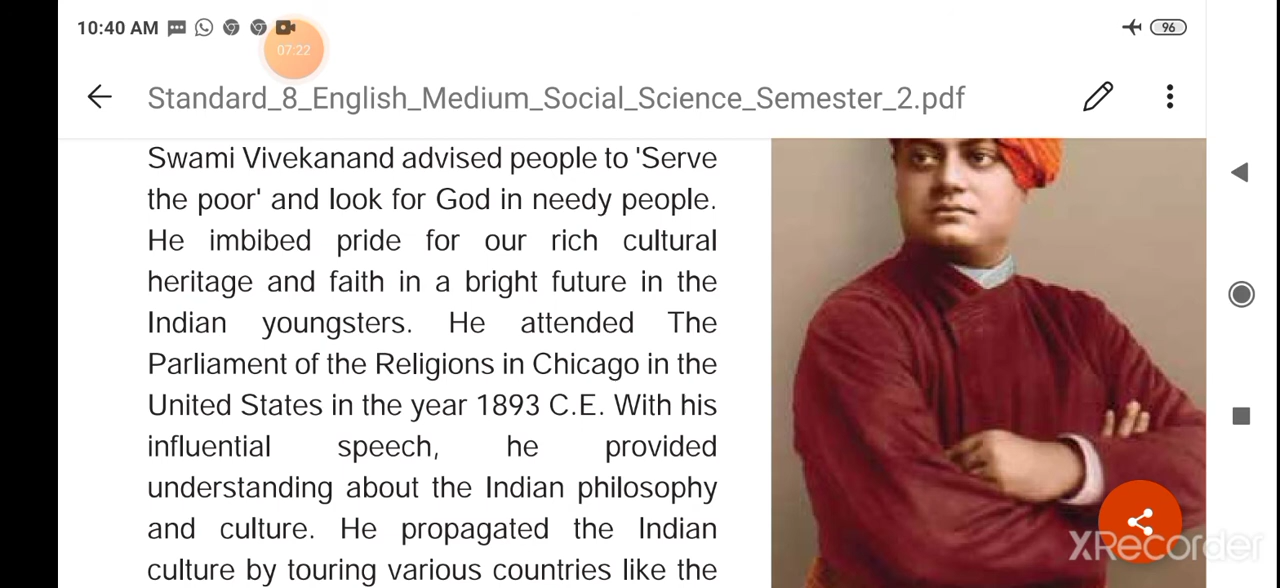 10:40 AM
07:22
96
Standard_8_English_Medium_Social_Science_Semester_2.pdf
Swami Vivekanand advised people to 'Serve
the poor' and look for God in needy people.
He imbibed pride for our rich cultural
heritage and faith in a bright future in the
Indian youngsters. He attended The
Parliament of the Religions in Chicago in the
United States in the year 1893 C.E. With his
influential speech, he provided
understanding about the Indian philosophy
and culture. He propagated the Indian
culture by touring various countries like the
XRecorder